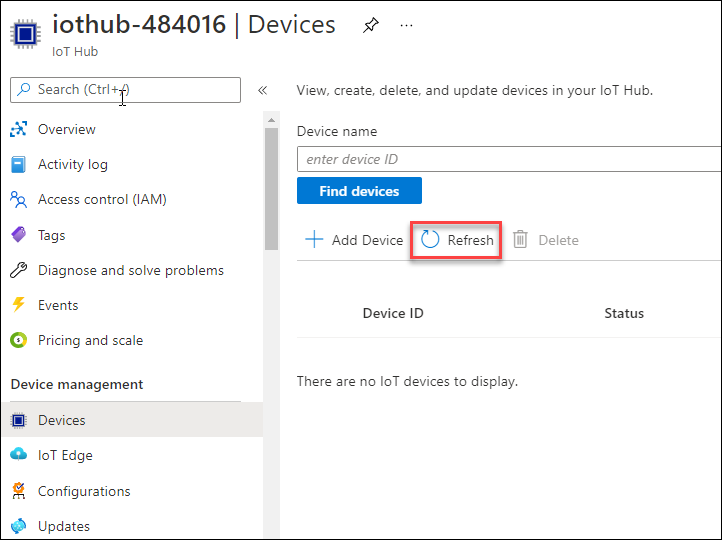 iothub-484016 | Devices
IoT Hub
Search (Ctrl+/)
Overview
Activity log
Access control (IAM)
Tags
Diagnose and solve problems
Events
Pricing and scale
Device management
Devices
IoT Edge
Configurations
Updates
View, create, delete, and update devices in your IoT Hub.
Device name
enter device ID
Find devices
Add Device Refresh Delete
Device ID Status
There are no IoT devices to display.